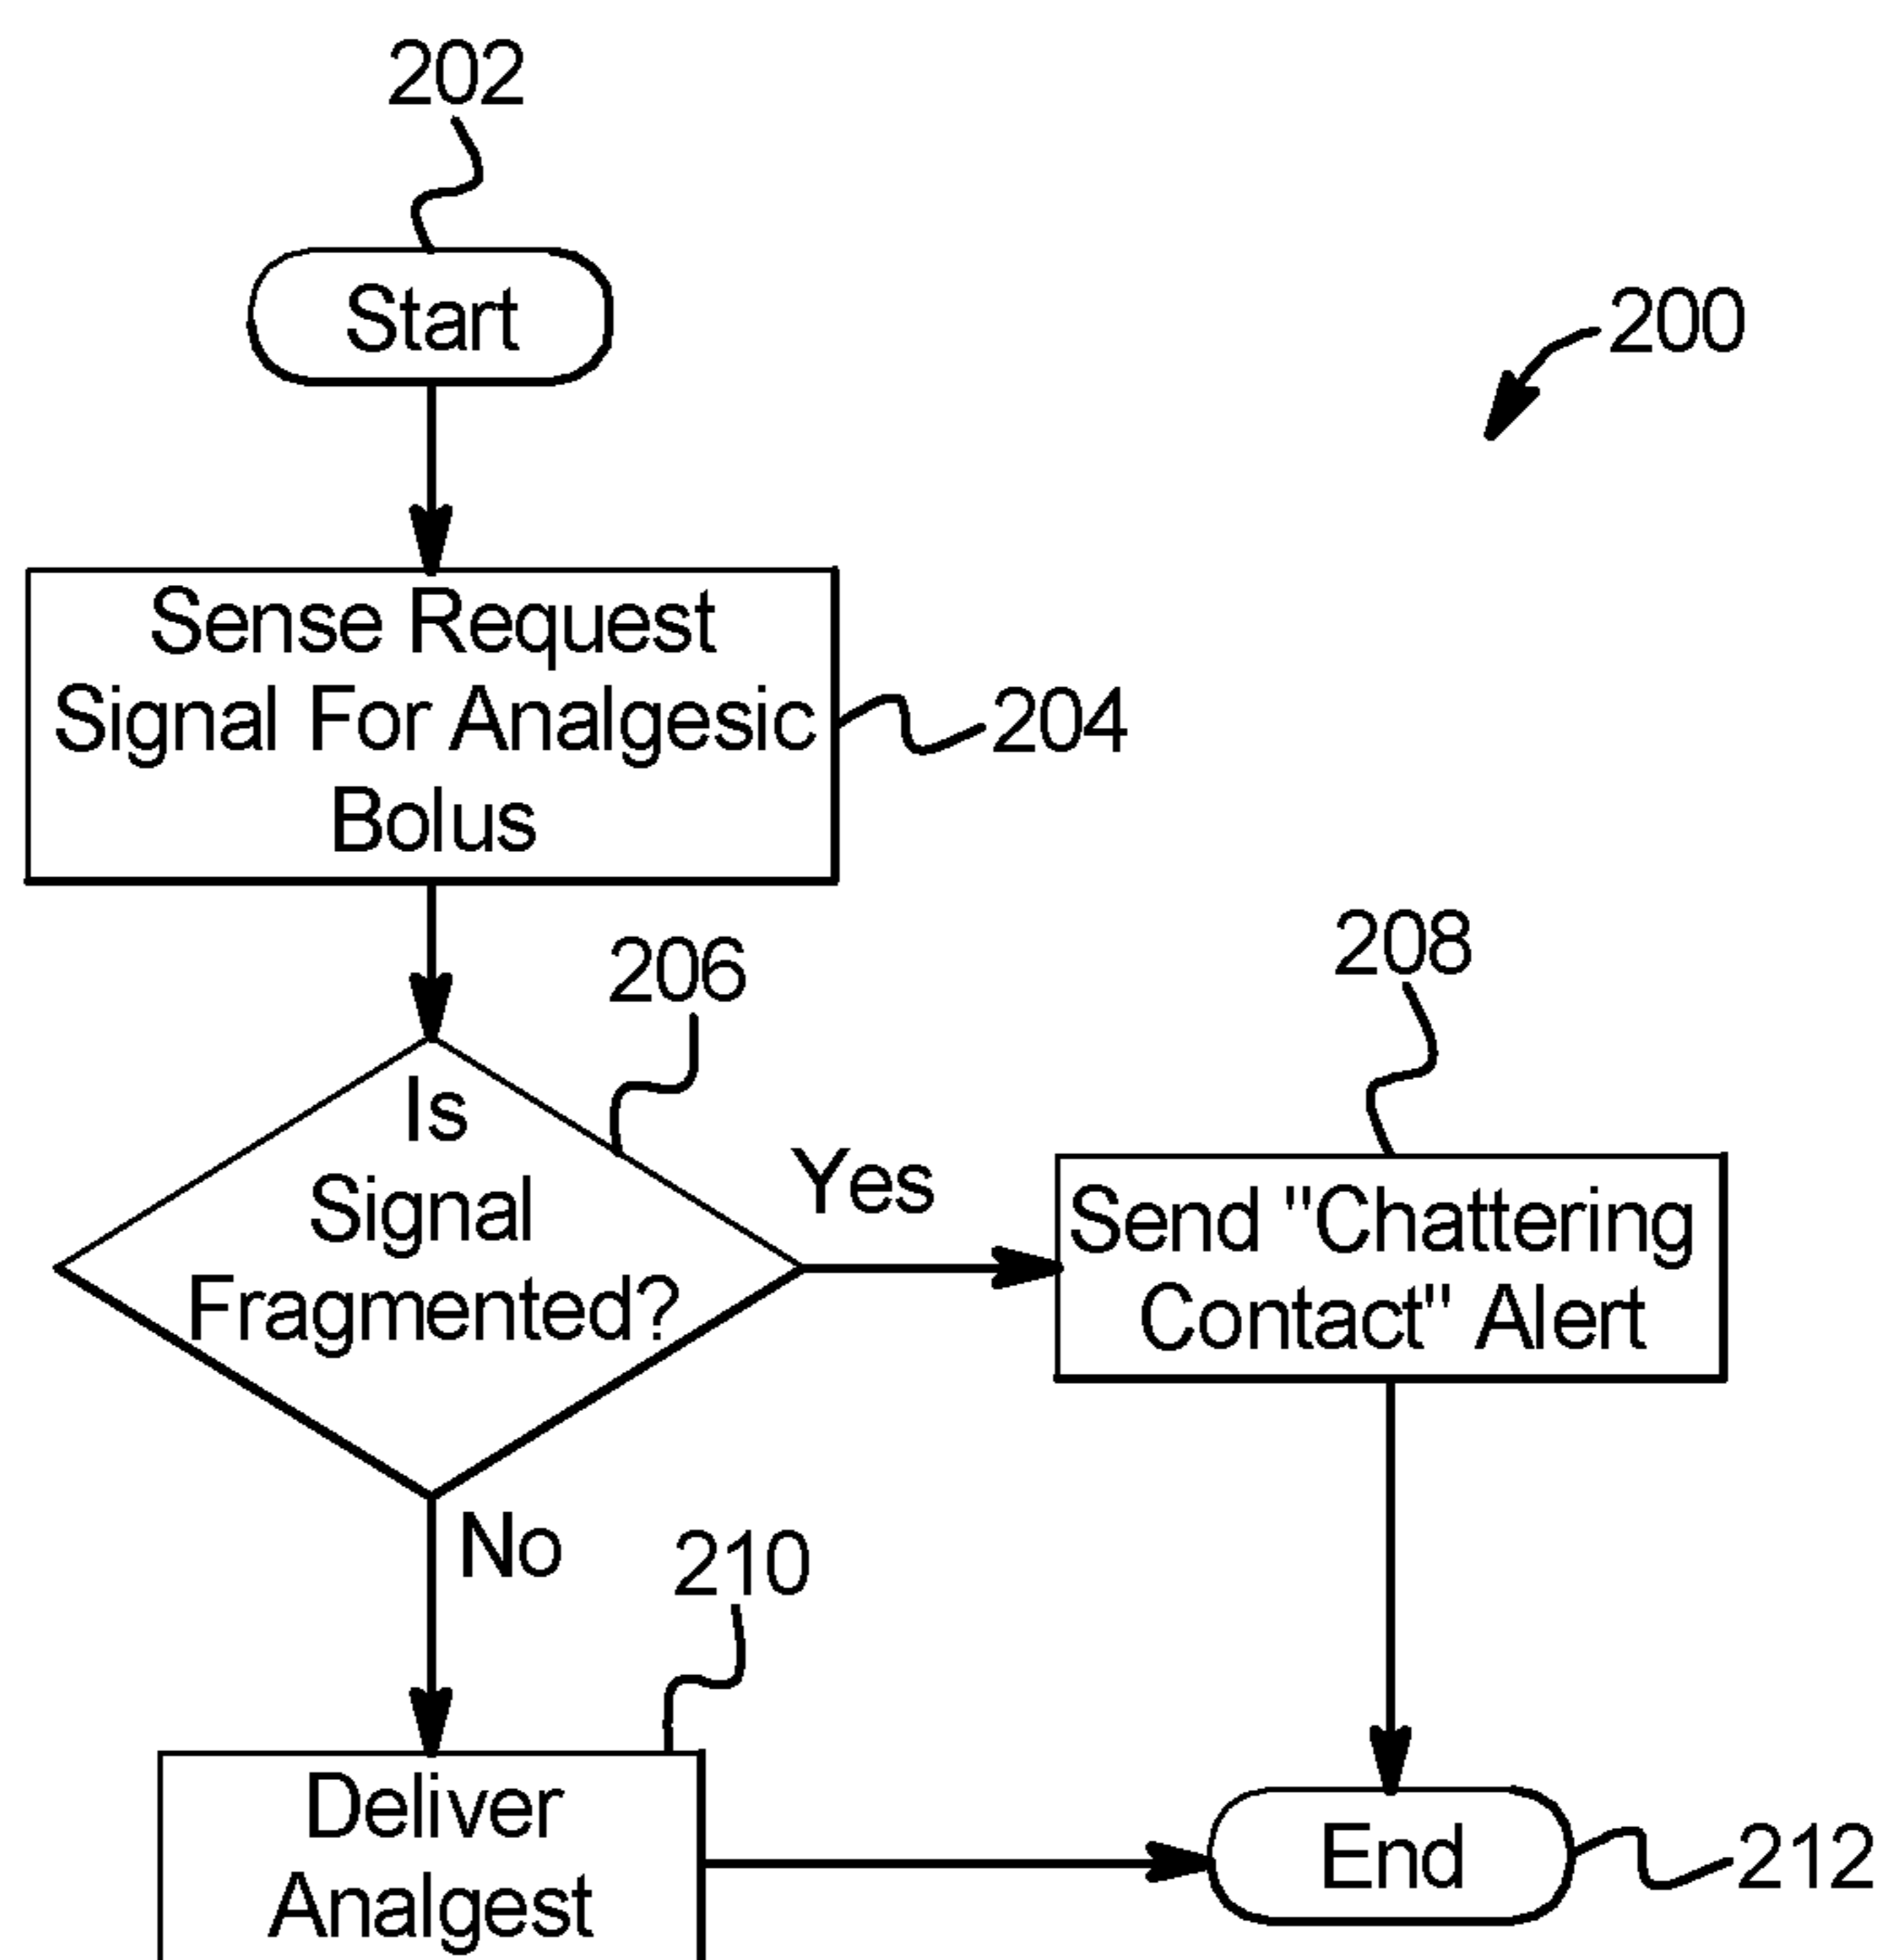 202
Start
200
Sense Request
Signal For Analgesic
Bolus
204
206
Is
Signal
Fragmented?
Yes
208
Send "Chattering
Contact" Alert
No
210
Deliver
Analgest
End
212